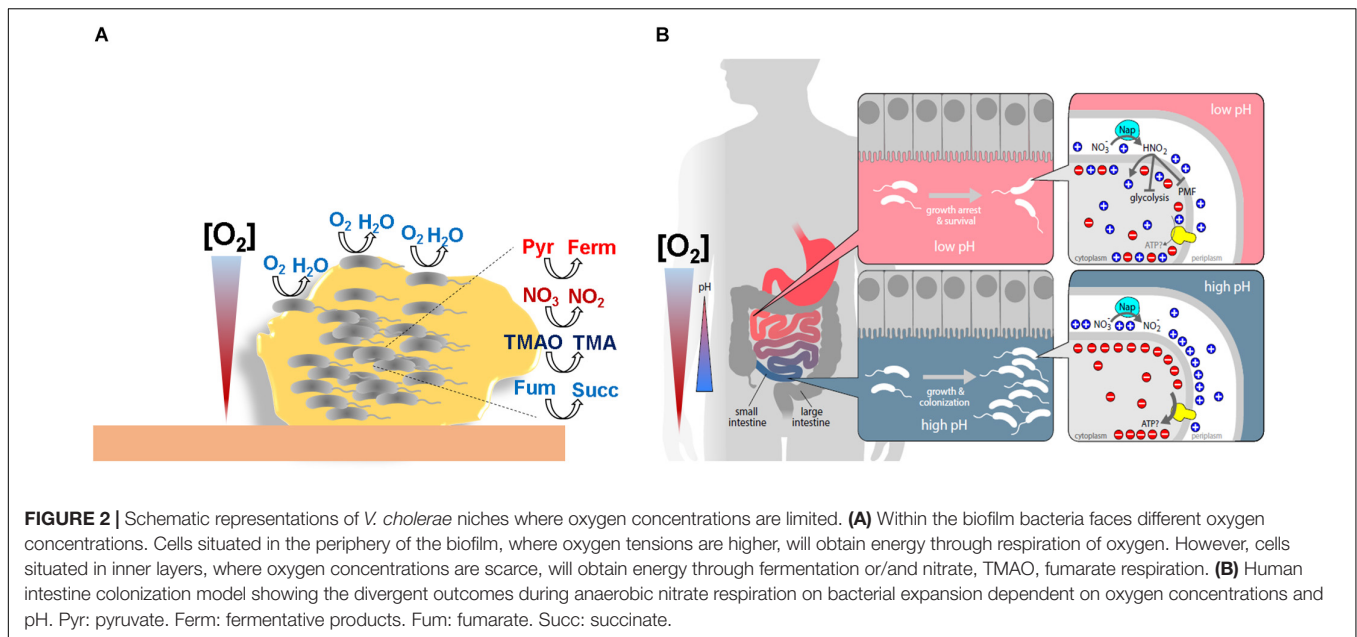 A
[O₂]
O₂ H₂O
O₂ H₂O
O₂ H₂O
Pyr Ferm
NO₃ NO₂
TMAO TMA
Fum Succ
B
[O₂]
pH
small
intestine
large
intestine
growth arrest
& survival
low pH
growth &
colonization
high pH
low pH
Nap
NO₃⁻
HNO₂
glycolysis
PMF
ATP?
cytoplasm
periplasm
high pH
Nap
NO₃⁻
NO₂⁻
ATP?
cytoplasm
periplasm
FIGURE 2 | Schematic representations of V. cholerae niches where oxygen concentrations are limited. (A) Within the biofilm bacteria faces different oxygen
concentrations. Cells situated in the periphery of the biofilm, where oxygen tensions are higher, will obtain energy through respiration of oxygen. However, cells
situated in inner layers, where oxygen concentrations are scarce, will obtain energy through fermentation or/and nitrate, TMAO, fumarate respiration. (B) Human
intestine colonization model showing the divergent outcomes during anaerobic nitrate respiration on bacterial expansion dependent on oxygen concentrations and
pH. Pyr: pyruvate. Ferm: fermentative products. Fum: fumarate. Succ: succinate.